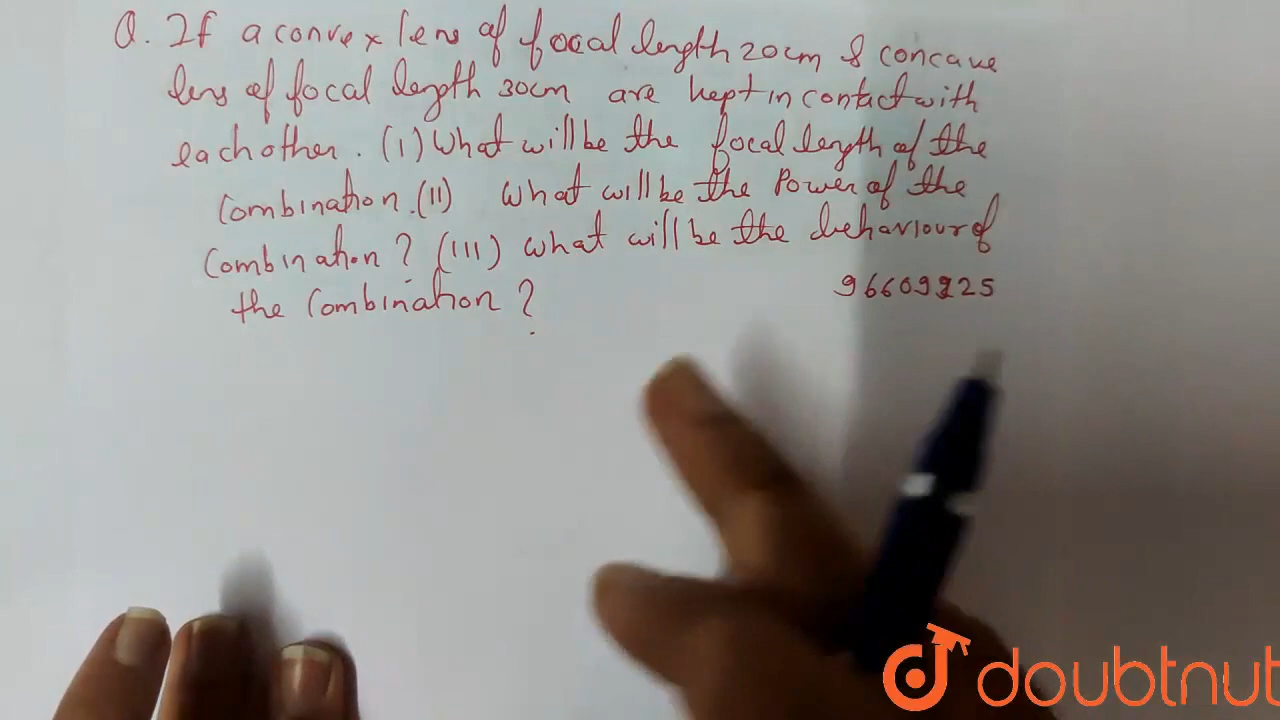 Q. If a convex lens of focal length 20cm & concave
lens of focal length 30cm are kept in contact with
each other. (I) What will be the focal length of the
Combination. (II) What will be the Power of the
Combination? (III) What will be the behaviour of
the Combination?
96609225
doubtnut